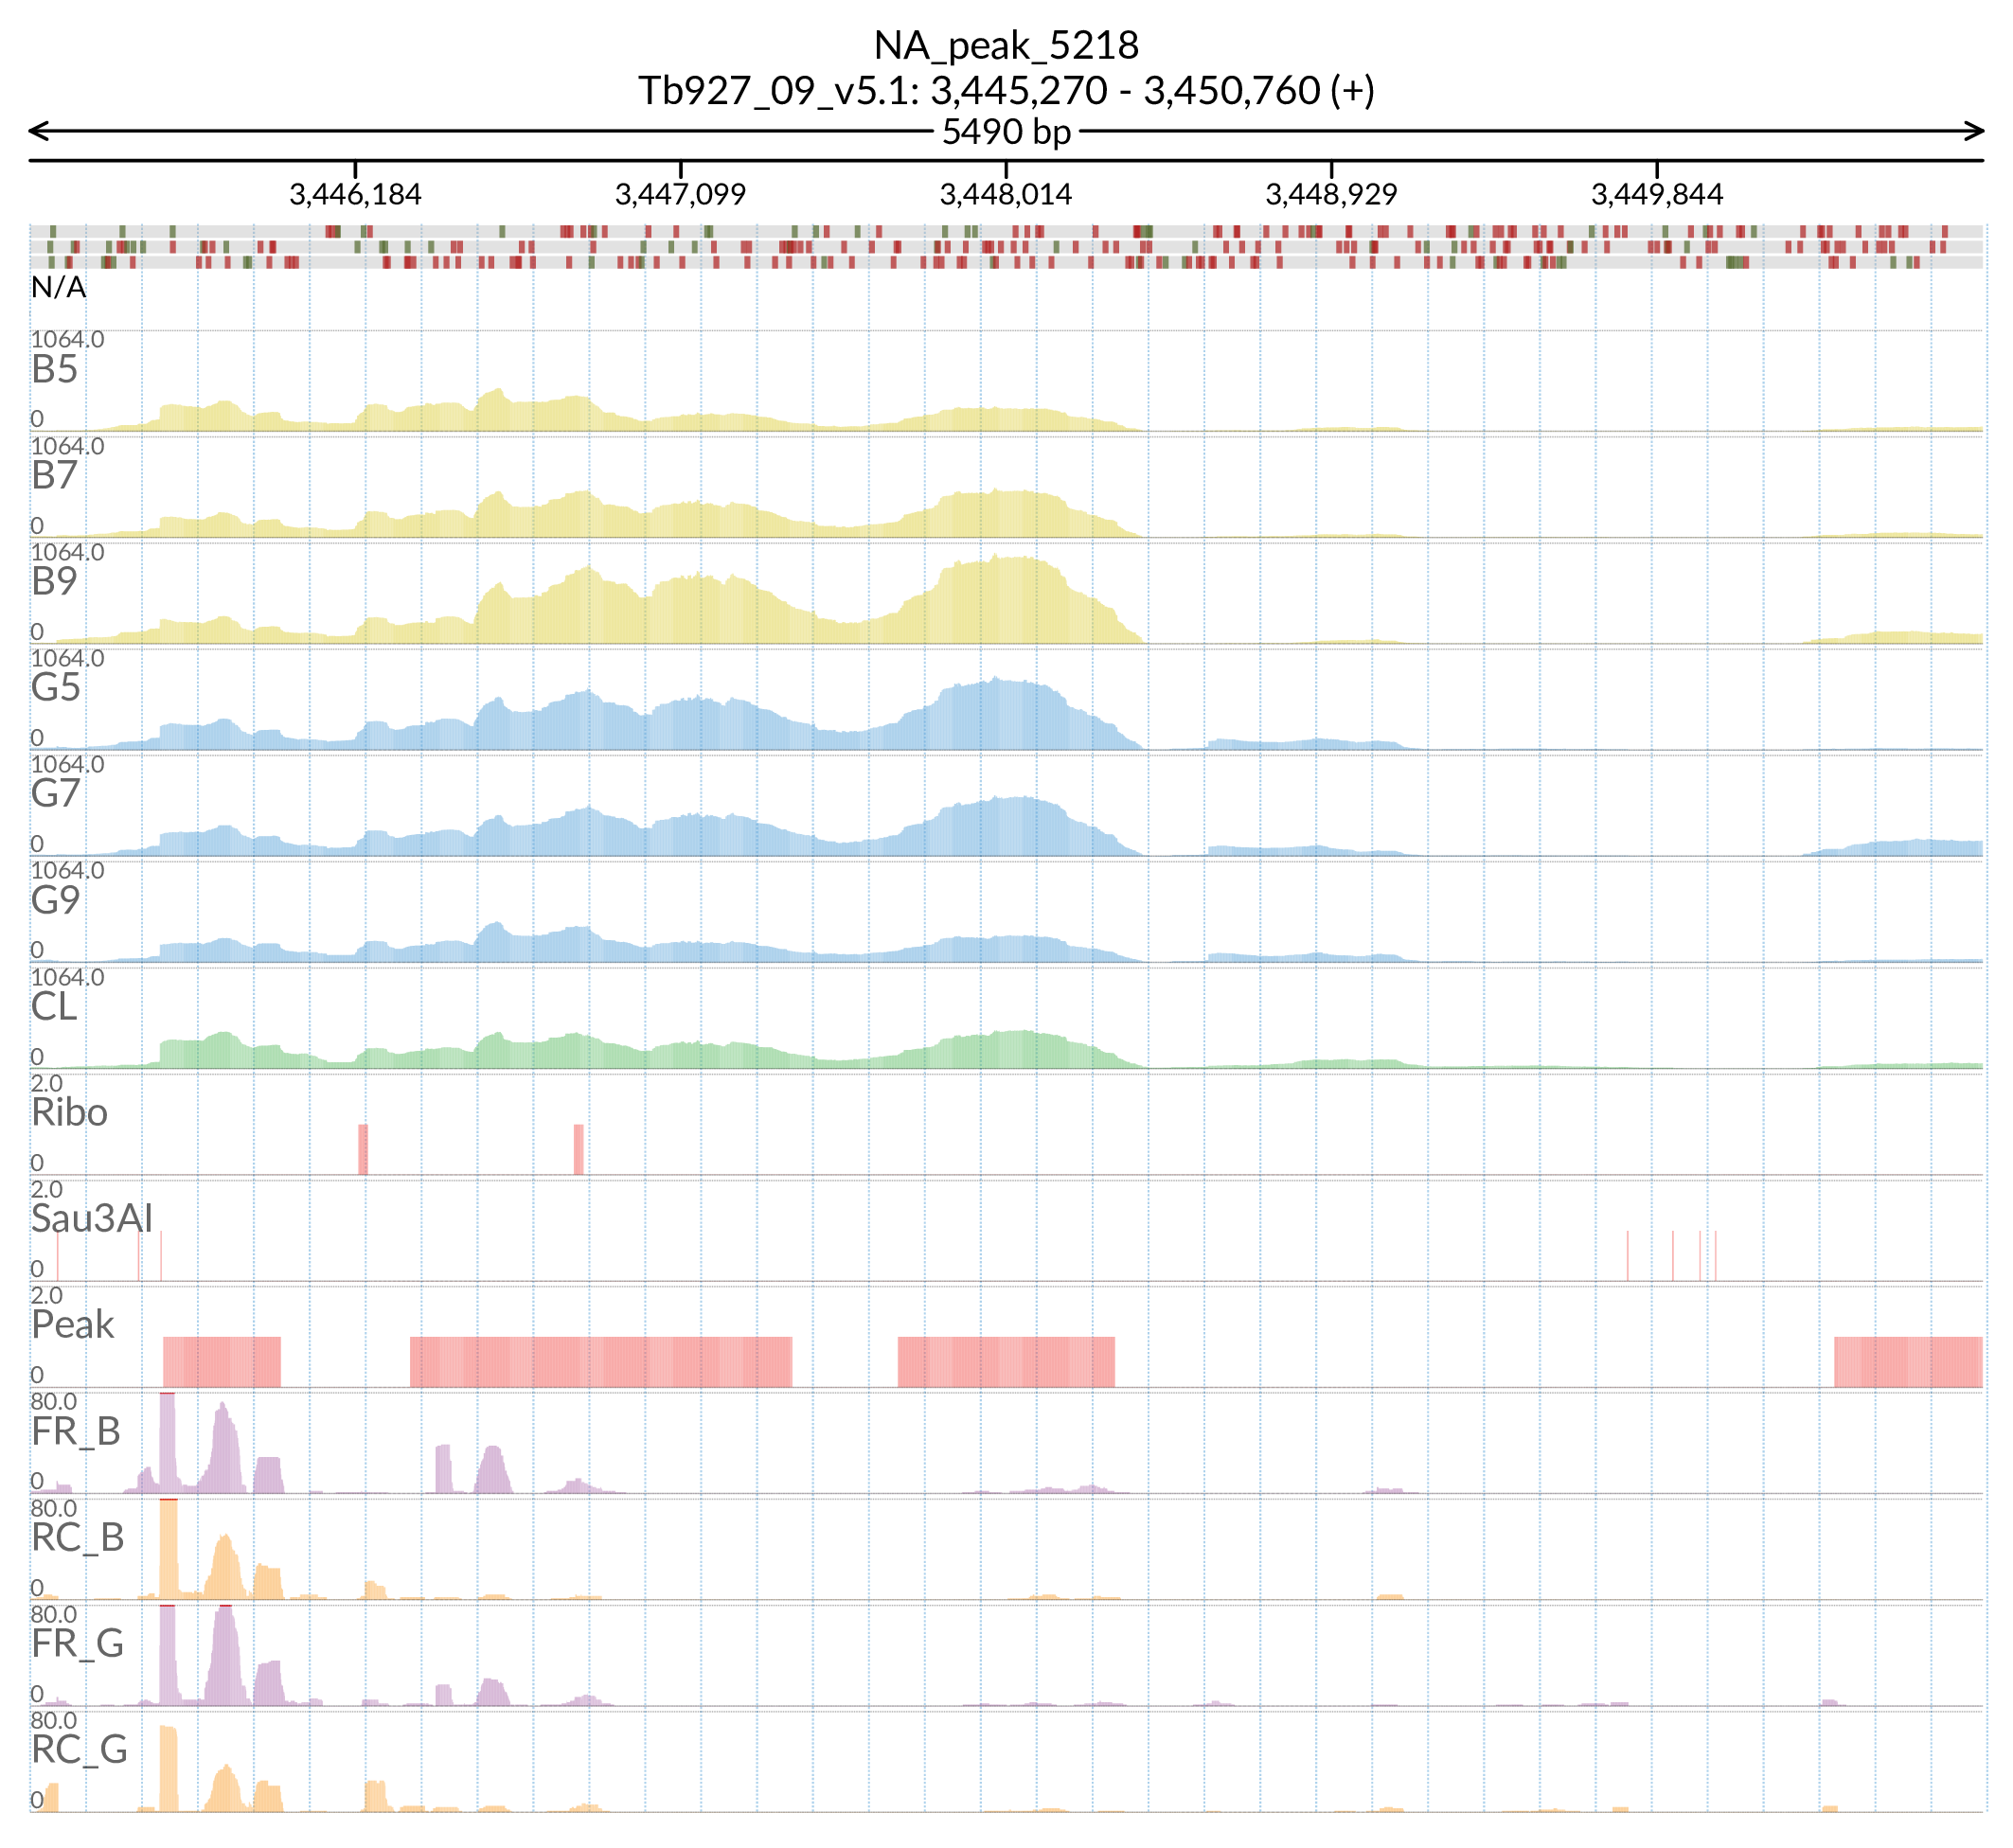 NA_peak_5218
Tb927_09_v5.1: 3,445,270 - 3,450,760 (+)
5490 bp
3,446,184 3,447,099 3,448,014 3,448,929 3,449,844
N/A
1064.0
B5
0
1064.0
B7
0
1064.0
B9
0
1064.0
G5
0
1064.0
G7
0
1064.0
G9
0
1064.0
CL
0
2.0
Ribo
0
2.0
Sau3AI
0
2.0
Peak
0
80.0
FR_B
0
80.0
RC_B
0
80.0
FR_G
0
80.0
RC_G
0